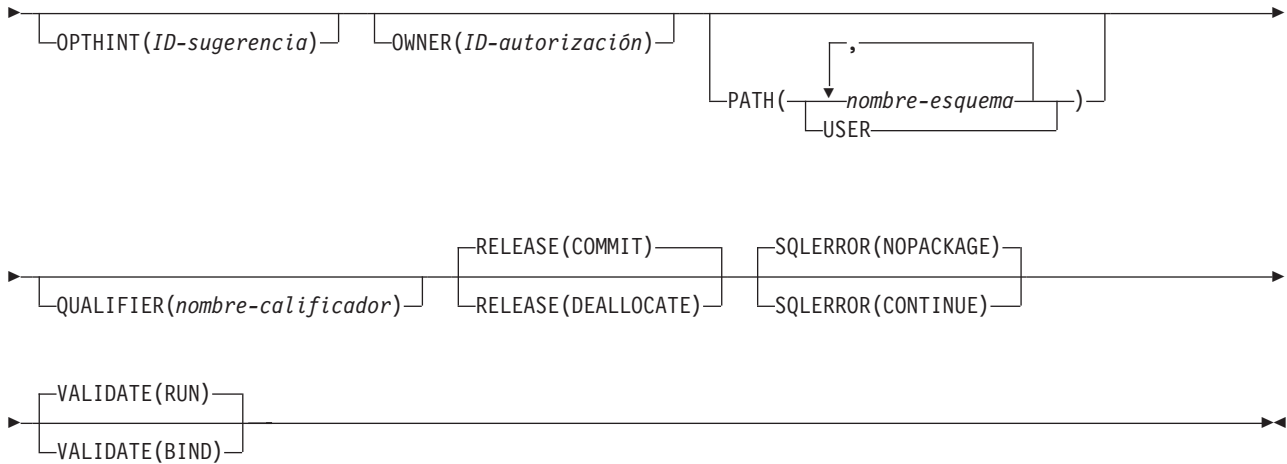 OPTHINT(ID-sugerencia) OWNER(ID-autorización)
,
PATH( nombre-esquema )
USER
RELEASE(COMMIT) SQLERROR(NOPACKAGE)
QUALIFIER(nombre-calificador) RELEASE(DEALLOCATE) SQLERROR(CONTINUE)
VALIDATE(RUN)
VALIDATE(BIND)